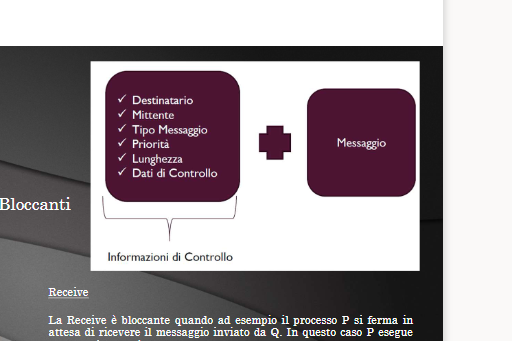 Destinatario
Mittente
Tipo Messaggio
Priorità
Lunghezza
Dati di Controllo
Messaggio
Informazioni di Controllo
Bloccanti
Receive
La Receive è bloccante quando ad esempio il processo P si ferma in
attesa di ricevere il messaggio inviato da Q. In questo caso P esegue